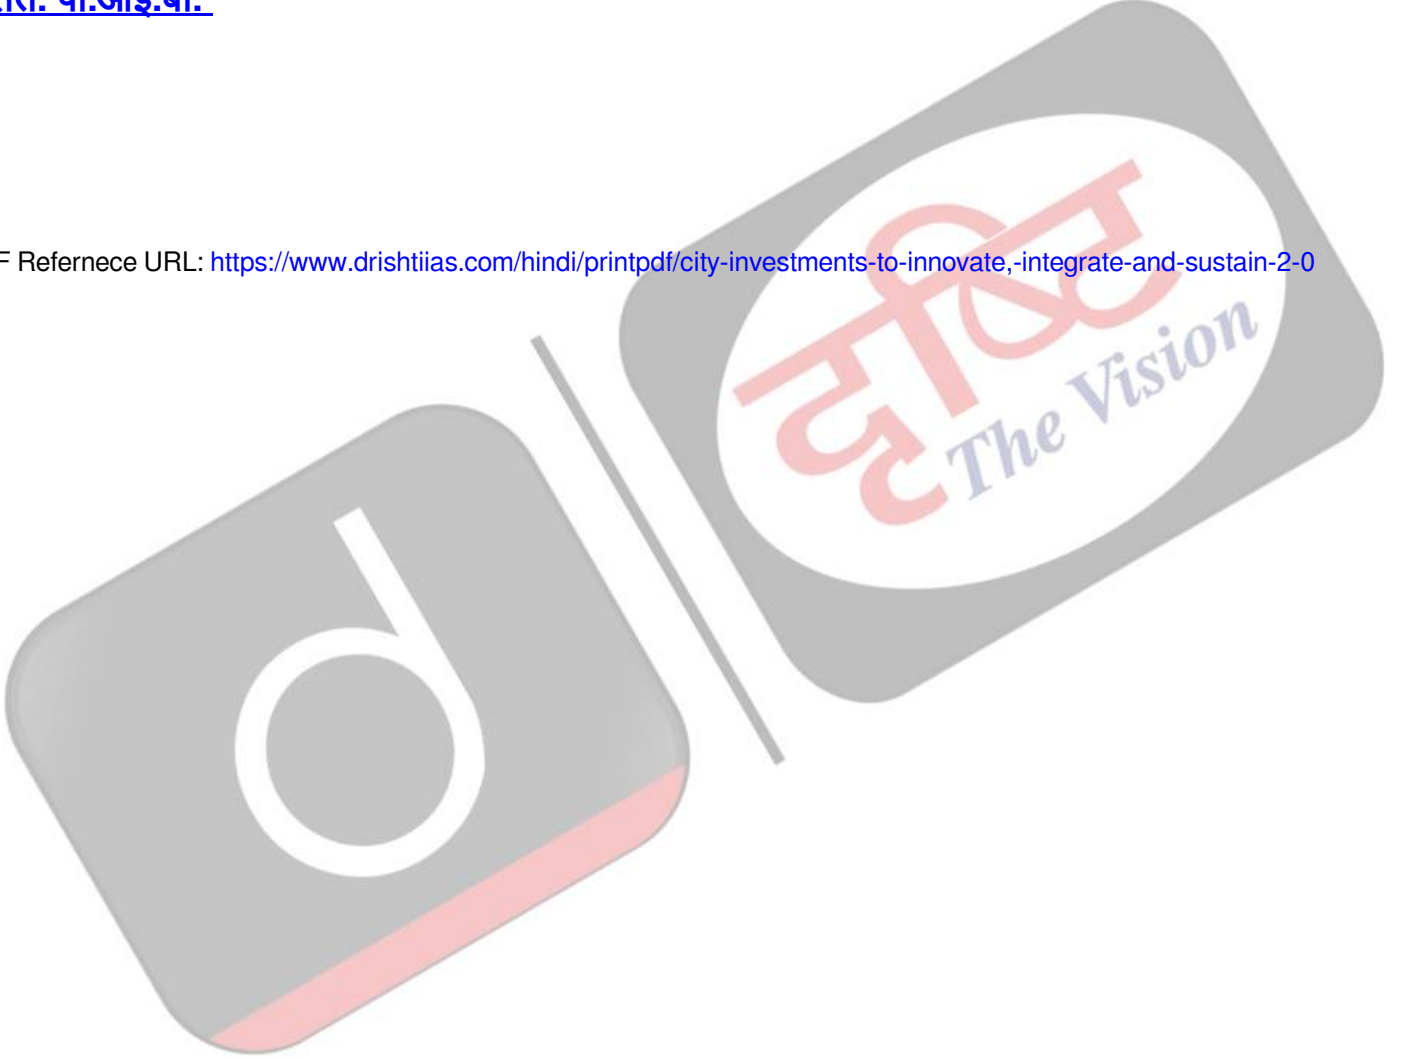 पी.आई.बी.
F Refernece URL: https://www.drishtiias.com/hindi/printpdf/city-investments-to-innovate,-integrate-and-sustain-2-0
दृष्टि
The Vision
d